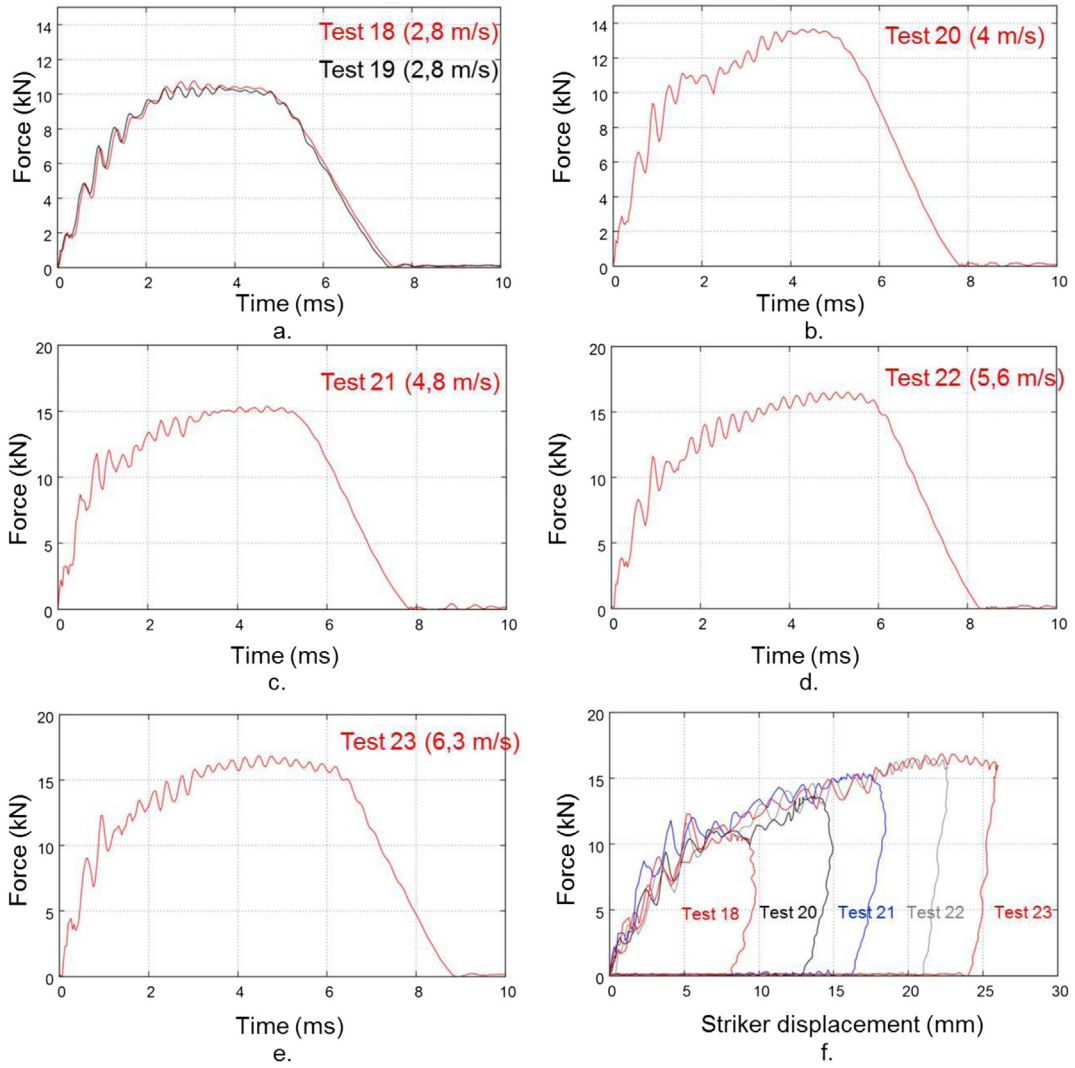 Test 18 (2,8 m/s)
Test 19 (2,8 m/s)
Force (kN)
14
12
10
8
6
4
2
0
0 2 4 6 8 10
Time (ms)
a.
Test 20 (4 m/s)
Force (kN)
14
12
10
8
6
4
2
0
0 2 4 6 8 10
Time (ms)
b.
Test 21 (4,8 m/s)
Force (kN)
20
15
10
5
0
0 2 4 6 8 10
Time (ms)
c.
Test 22 (5,6 m/s)
Force (kN)
20
15
10
5
0
0 2 4 6 8 10
Time (ms)
d.
Test 23 (6,3 m/s)
Force (kN)
20
15
10
5
0
0 2 4 6 8 10
Time (ms)
e.
Force (kN)
20
15
10
5
0
Test 18 Test 20 Test 21 Test 22 Test 23
0 5 10 15 20 25 30
Striker displacement (mm)
f.